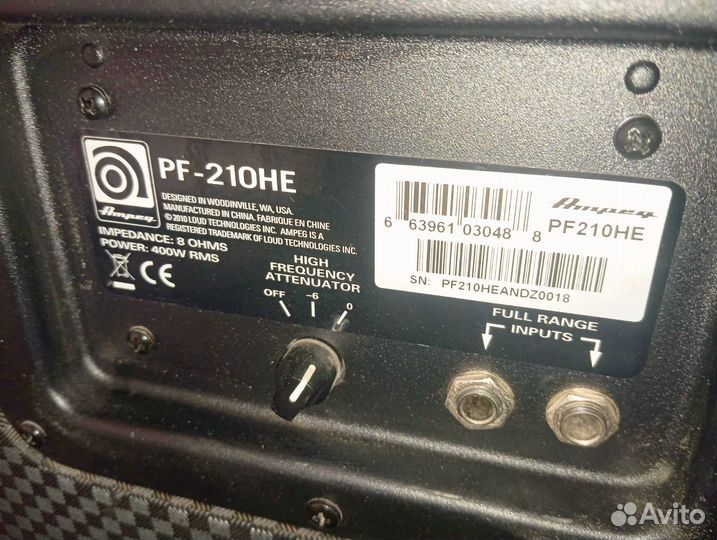 PF-210HE
Ampeg
DESIGNED IN WOODINVILLE, WA, USA.
MANUFACTURED IN CHINA. FABRIQUE EN CHINE
©2010 LOUD TECHNOLOGIES INC. AMPEG IS A
REGISTERED TRADEMARK OF LOUD TECHNOLOGIES INC.
IMPEDANCE: 8 OHMS
POWER: 400W RMS
CE
HIGH
FREQUENCY
ATTENUATOR
OFF -6 0
6 63961 03048 8
Ampeg
PF210HE
SN: PF210HEANDZ0018
FULL RANGE
INPUTS
Avito